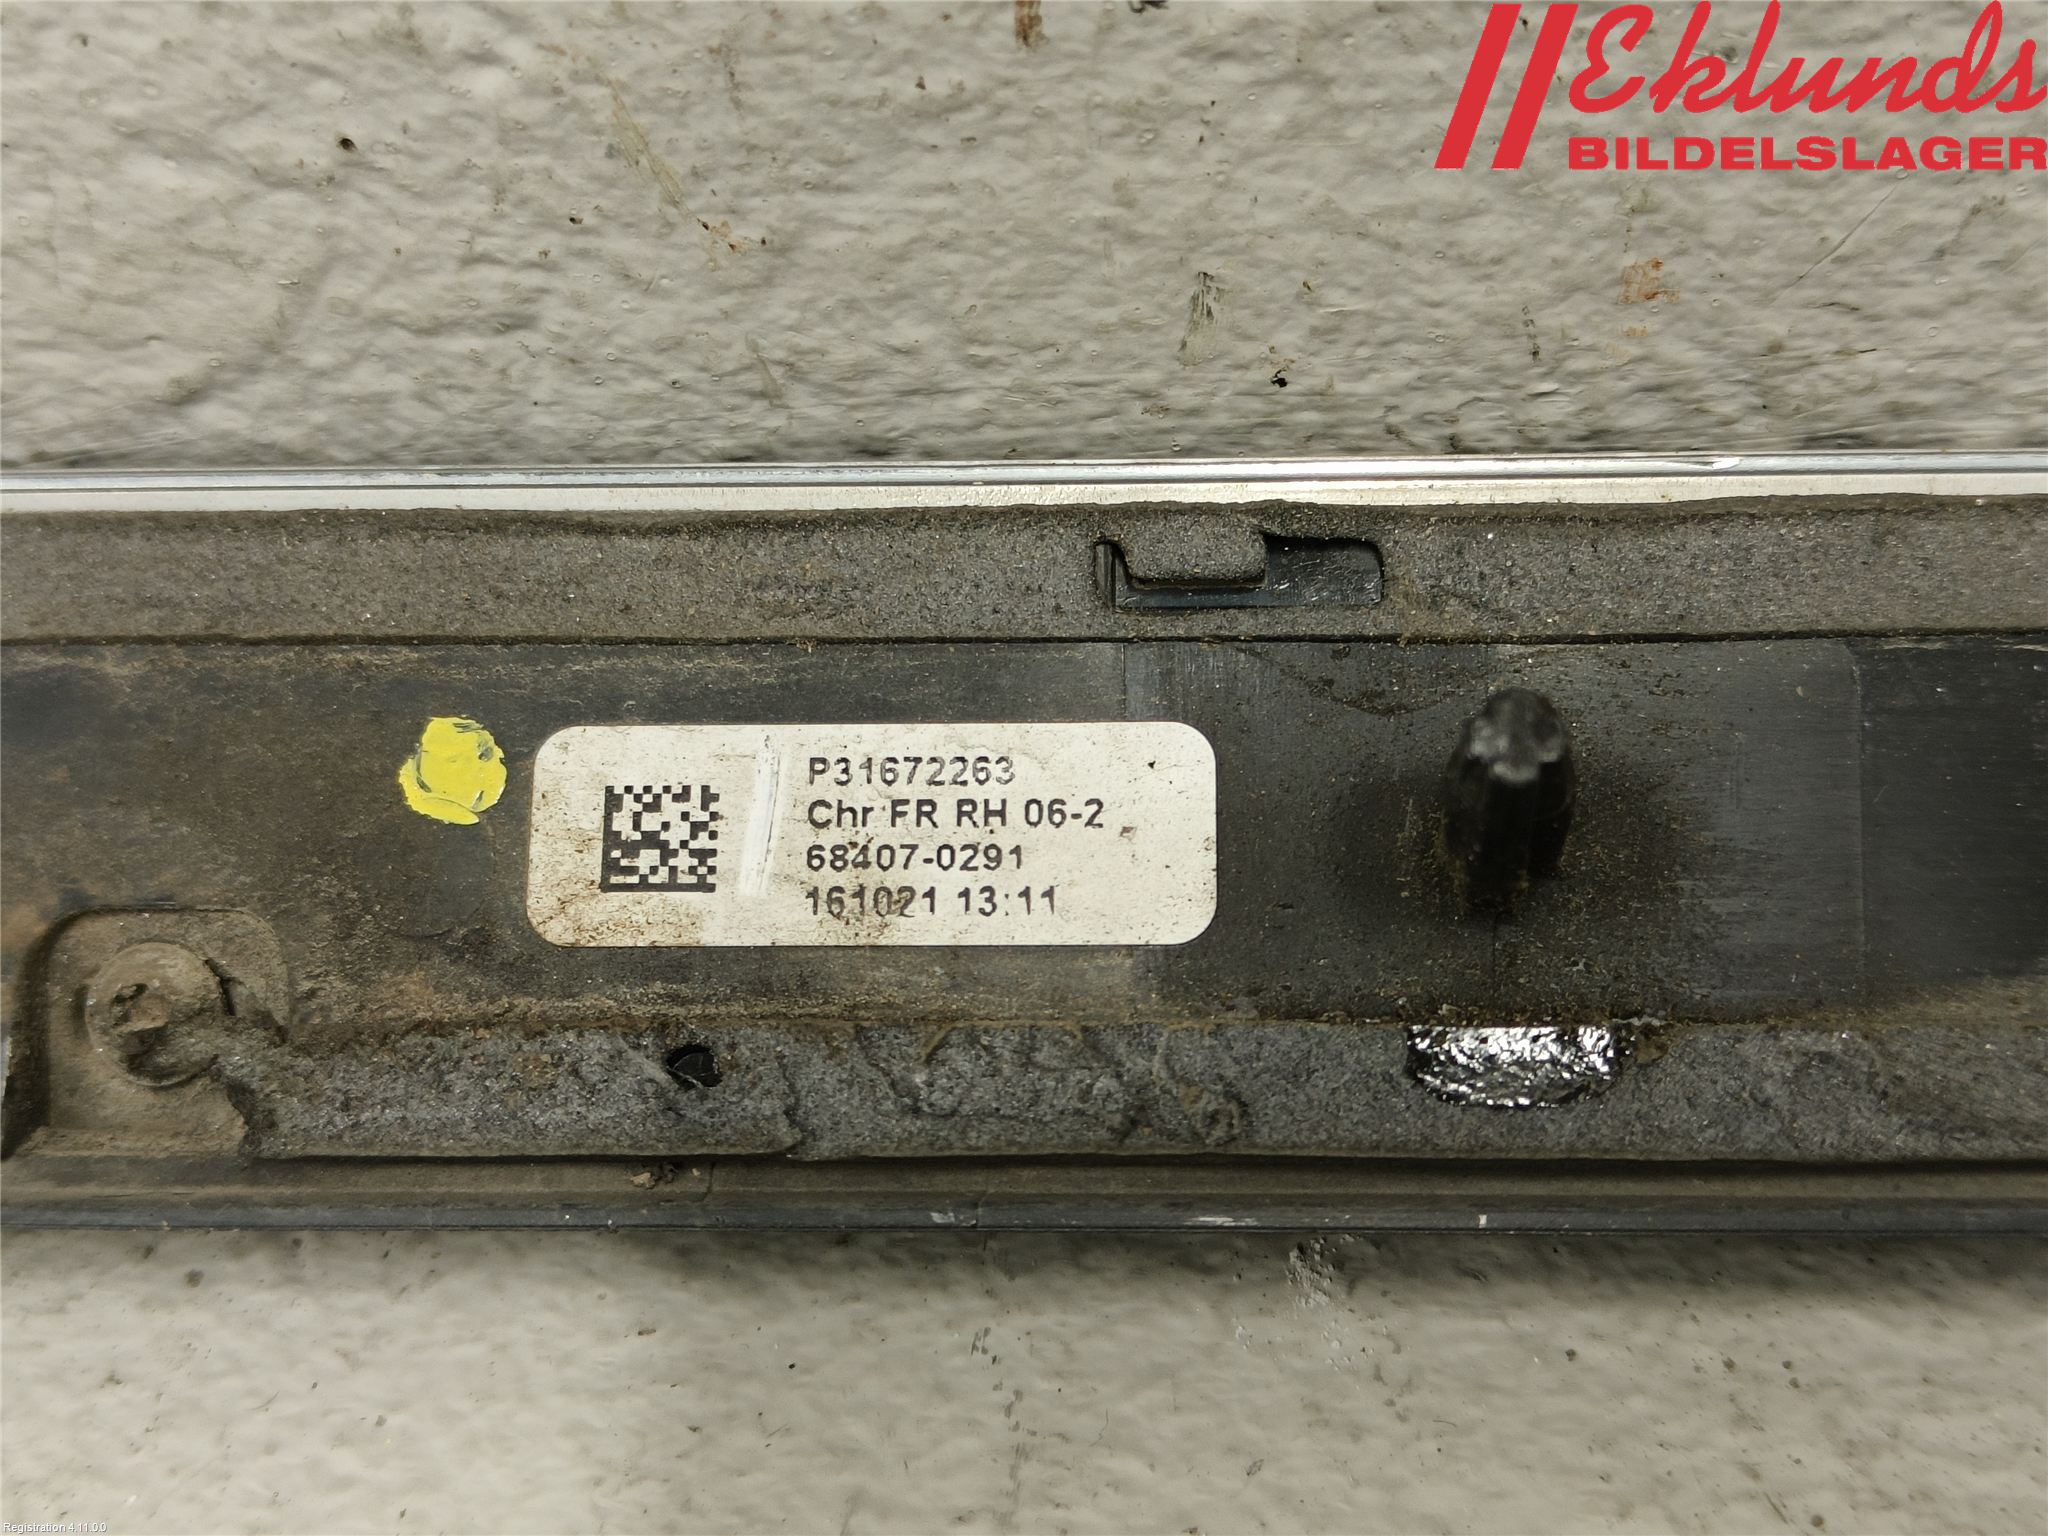 Eklunds
BILDELSLAGER
P31672263
Chr FR RH 06-2
68407-0291
161021 13:11
Registration 4.11.0.0